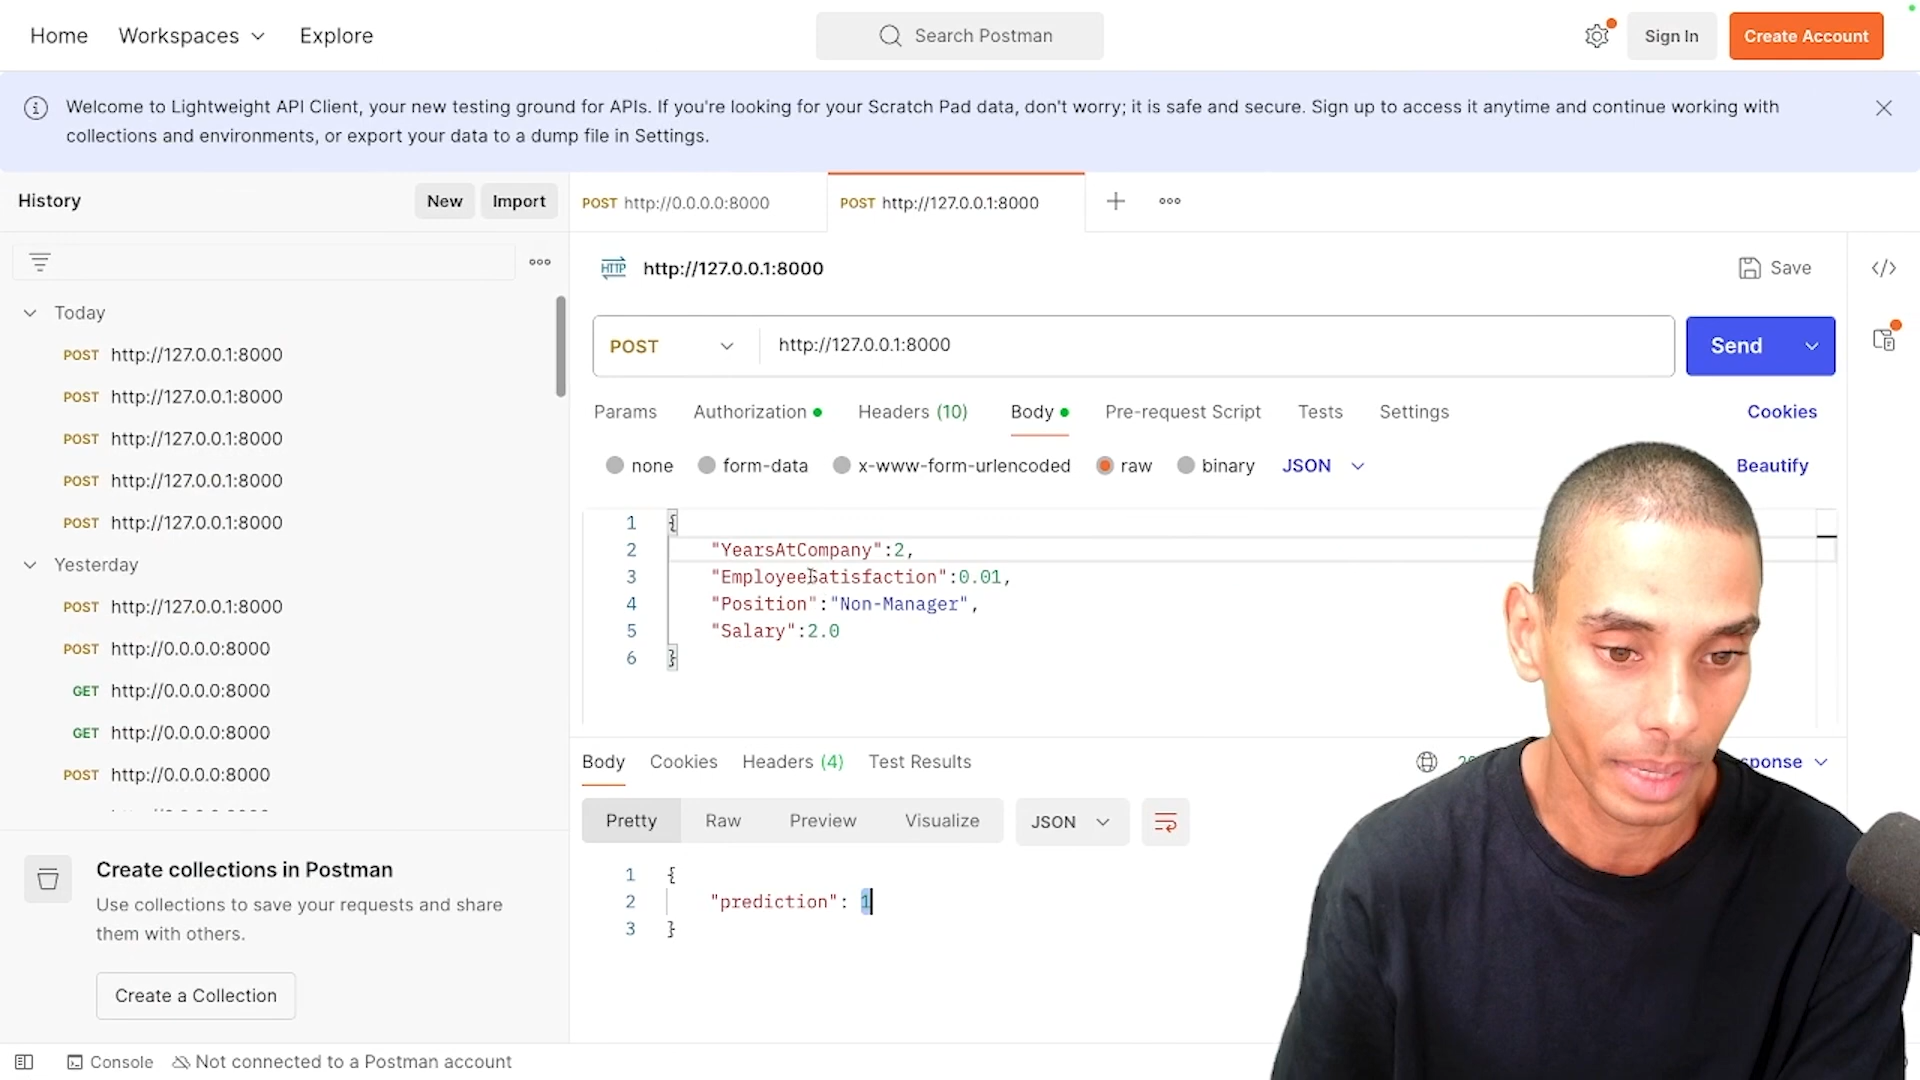 Home Workspaces Explore
Search Postman
Sign In Create Account
Welcome to Lightweight API Client, your new testing ground for APIs. If you're looking for your Scratch Pad data, don't worry; it is safe and secure. Sign up to access it anytime and continue working with
collections and environments, or export your data to a dump file in Settings.
History New Import
POST http://0.0.0.0:8000 POST http://127.0.0.1:8000
HTTP http://127.0.0.1:8000 Save
Today
POST http://127.0.0.1:8000
POST http://127.0.0.1:8000
POST http://127.0.0.1:8000
POST http://127.0.0.1:8000
POST http://127.0.0.1:8000
Yesterday
POST http://127.0.0.1:8000
POST http://0.0.0.0:8000
GET http://0.0.0.0:8000
GET http://0.0.0.0:8000
POST http://0.0.0.0:8000
Create collections in Postman
Use collections to save your requests and share
them with others.
Create a Collection
POST http://127.0.0.1:8000 Send
Params Authorization Headers (10) Body Pre-request Script Tests Settings Cookies
none form-data x-www-form-urlencoded raw binary JSON Beautify
1 {
2 "YearsAtCompany":2,
3 "EmployeeSatisfaction":0.01,
4 "Position":"Non-Manager",
5 "Salary":2.0
6 }
Body Cookies Headers (4) Test Results
Pretty Raw Preview Visualize JSON
1 {
2 "prediction": 1
3 }
Console Not connected to a Postman account